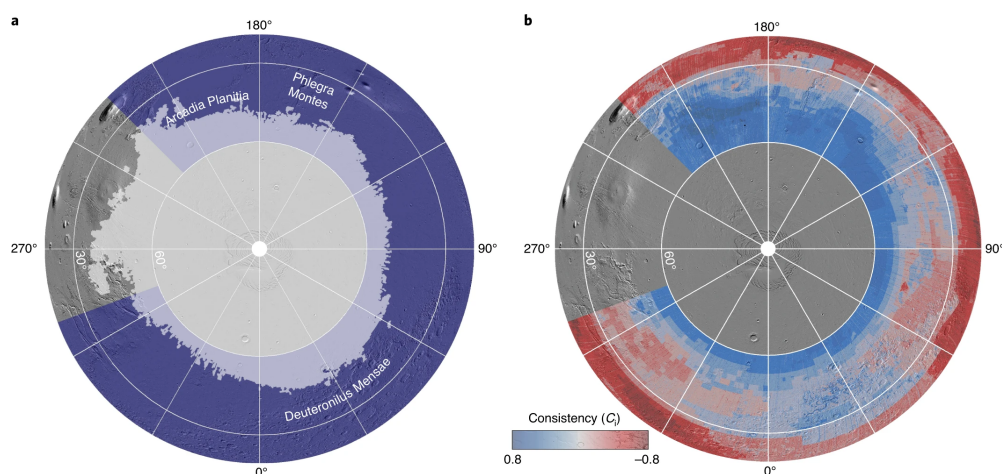 a
b
180°
180°
Phlegra
Montes
Arcadia Planitia
270°
30°
60°
90°
270°
30°
60°
90°
Deuteronilus Mensae
Consistency (Cᵢ)
0.8
–0.8
0°
0°